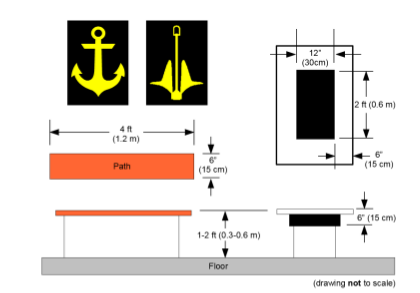 12"
(30cm)
2 ft (0.6 m)
4 ft
(1.2 m)
6"
(15 cm)
Path
6"
(15 cm)
1-2 ft (0.3-0.6 m)
6" (15 cm)
Floor
(drawing not to scale)